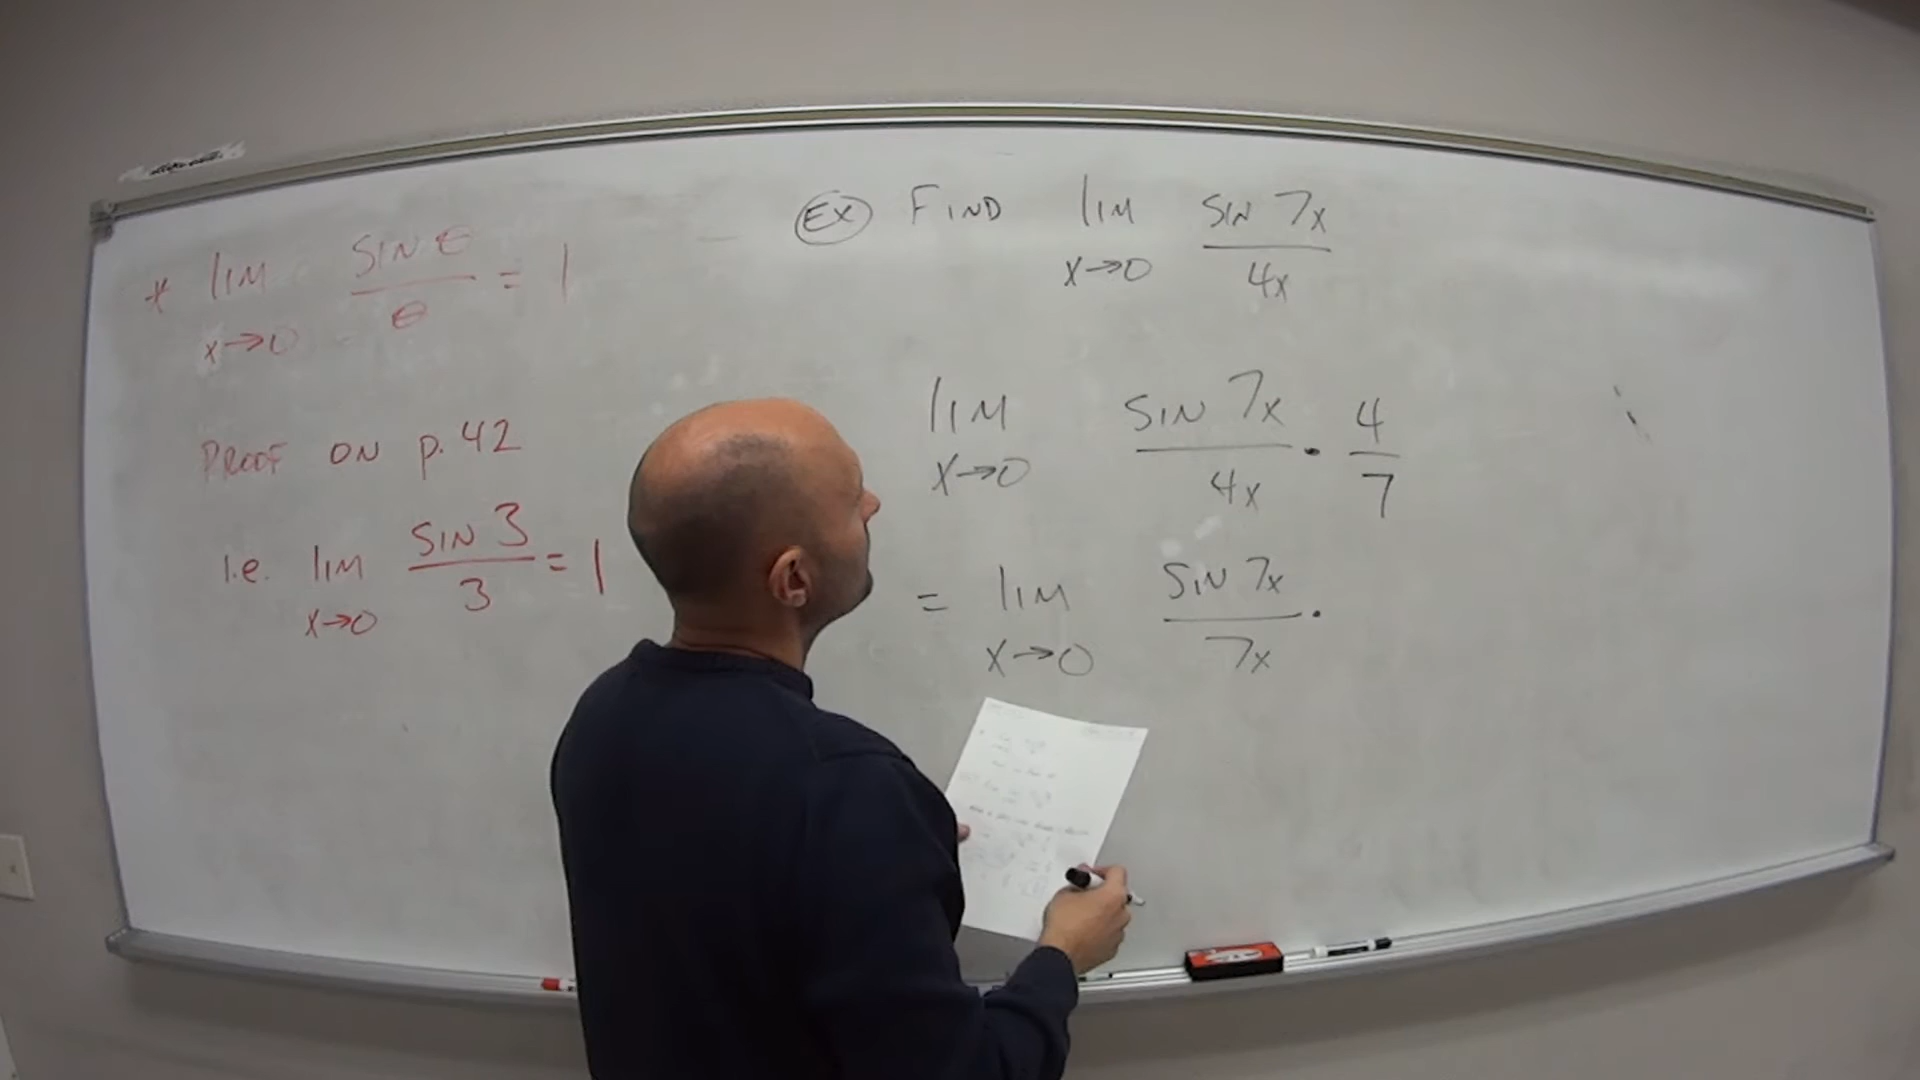 * lim x→0 sin θ/θ = 1
PROOF ON p.42
i.e. lim x→0 sin 3/3 = 1
EX FIND lim x→0 sin 7x/4x
lim x→0 sin 7x/4x · 4/7
= lim x→0 sin 7x/7x ·